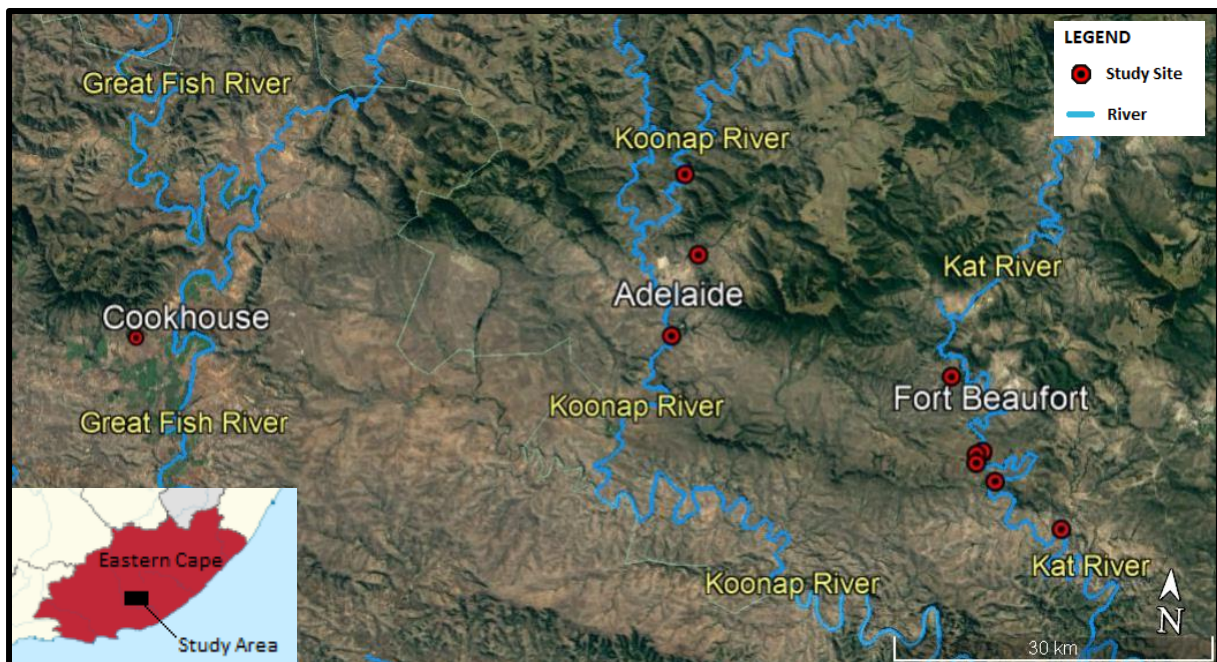 LEGEND
Study Site
River
Great Fish River
Koonap River
Kat River
Adelaide
Cookhouse
Fort Beaufort
Koonap River
Great Fish River
Kat River
Koonap River
Eastern Cape
Study Area
N
30 km